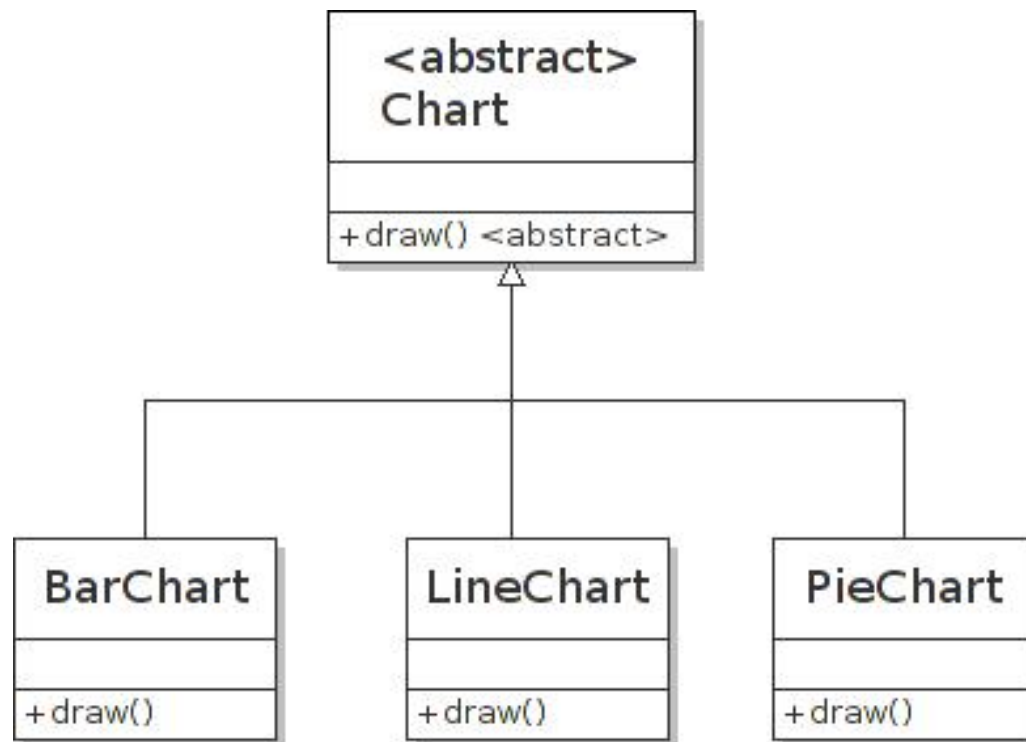 <abstract>
Chart
+draw() <abstract>
BarChart
LineChart
PieChart
+draw()
+draw()
+draw()